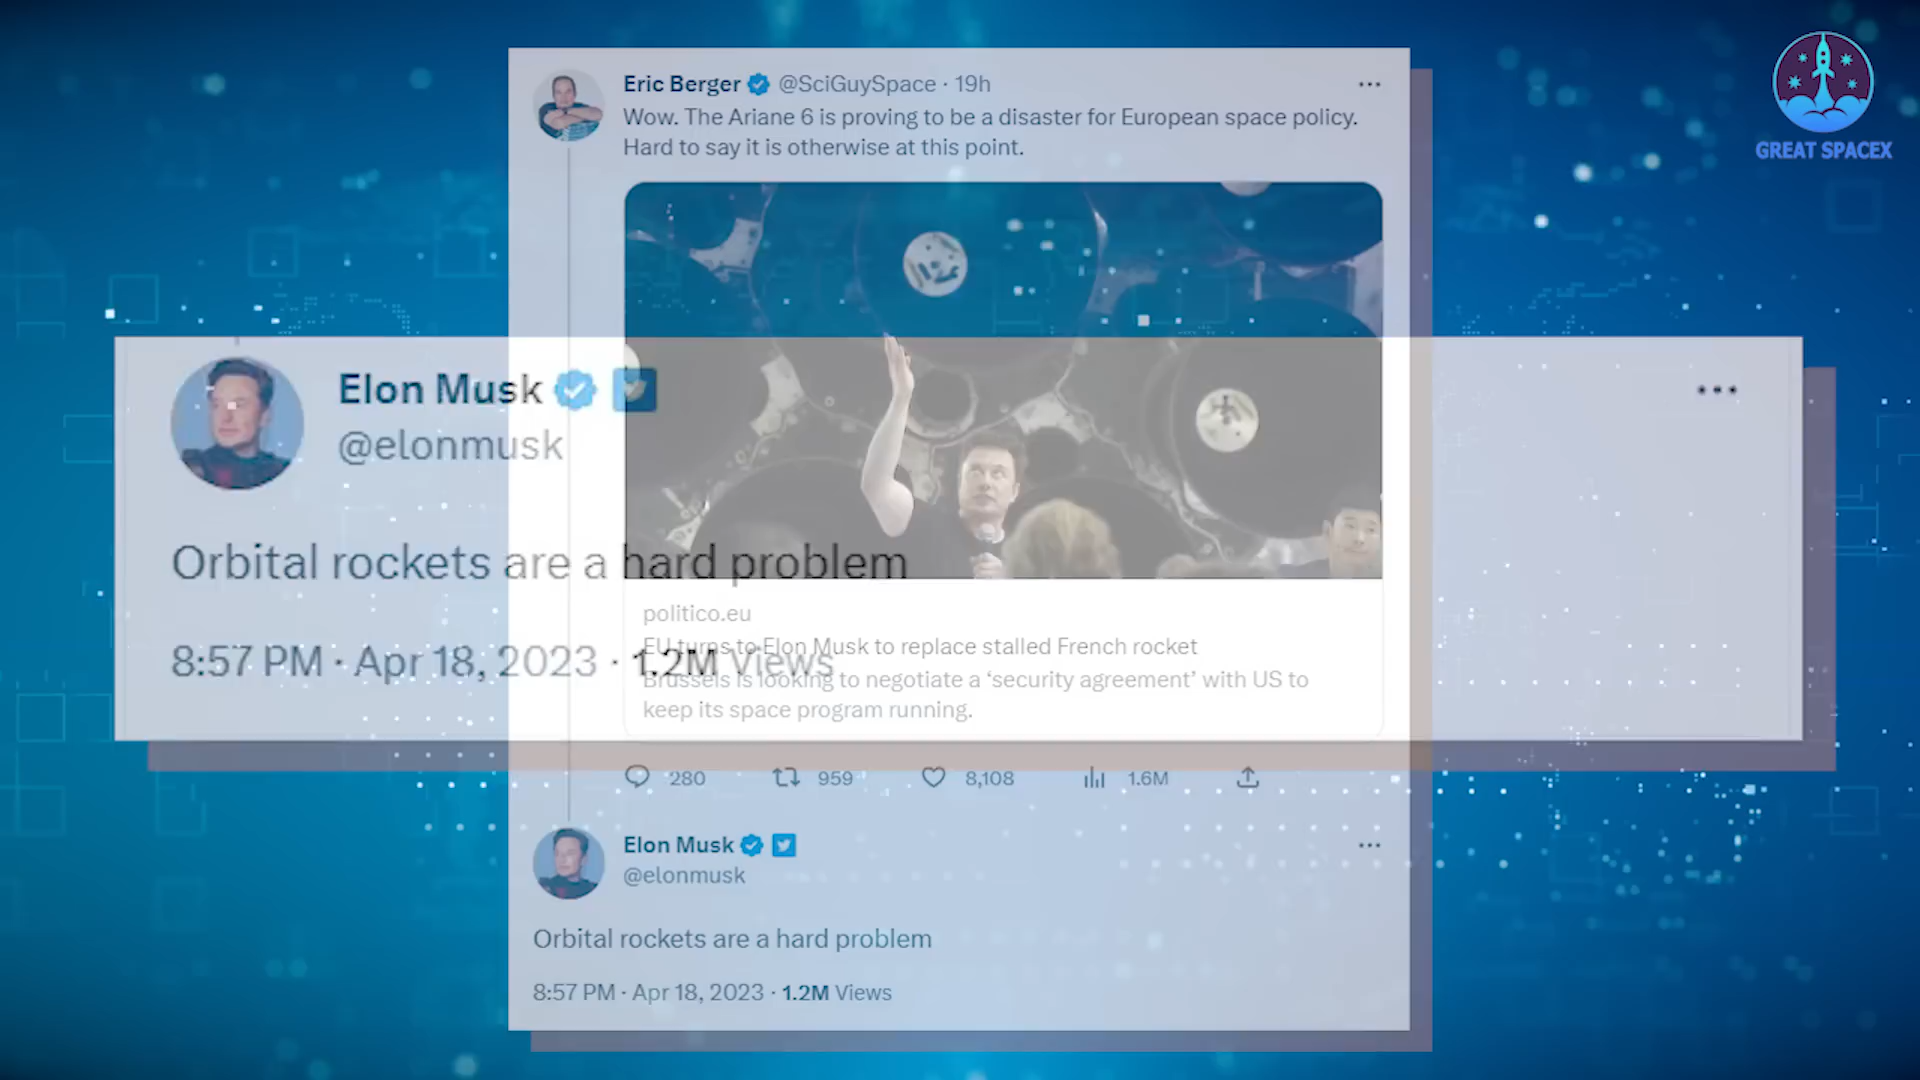 Eric Berger @SciGuySpace · 19h
Wow. The Ariane 6 is proving to be a disaster for European space policy.
Hard to say it is otherwise at this point.
GREAT SPACEX
Elon Musk
@elonmusk
Orbital rockets are a hard problem
8:57 PM · Apr 18, 2023 · 1.2M Views
politico.eu
EU turns to Elon Musk to replace stalled French rocket
Brussels is looking to negotiate a ‘security agreement’ with US to
keep its space program running.
280 959 8,108 1.6M
Elon Musk
@elonmusk
Orbital rockets are a hard problem
8:57 PM · Apr 18, 2023 · 1.2M Views